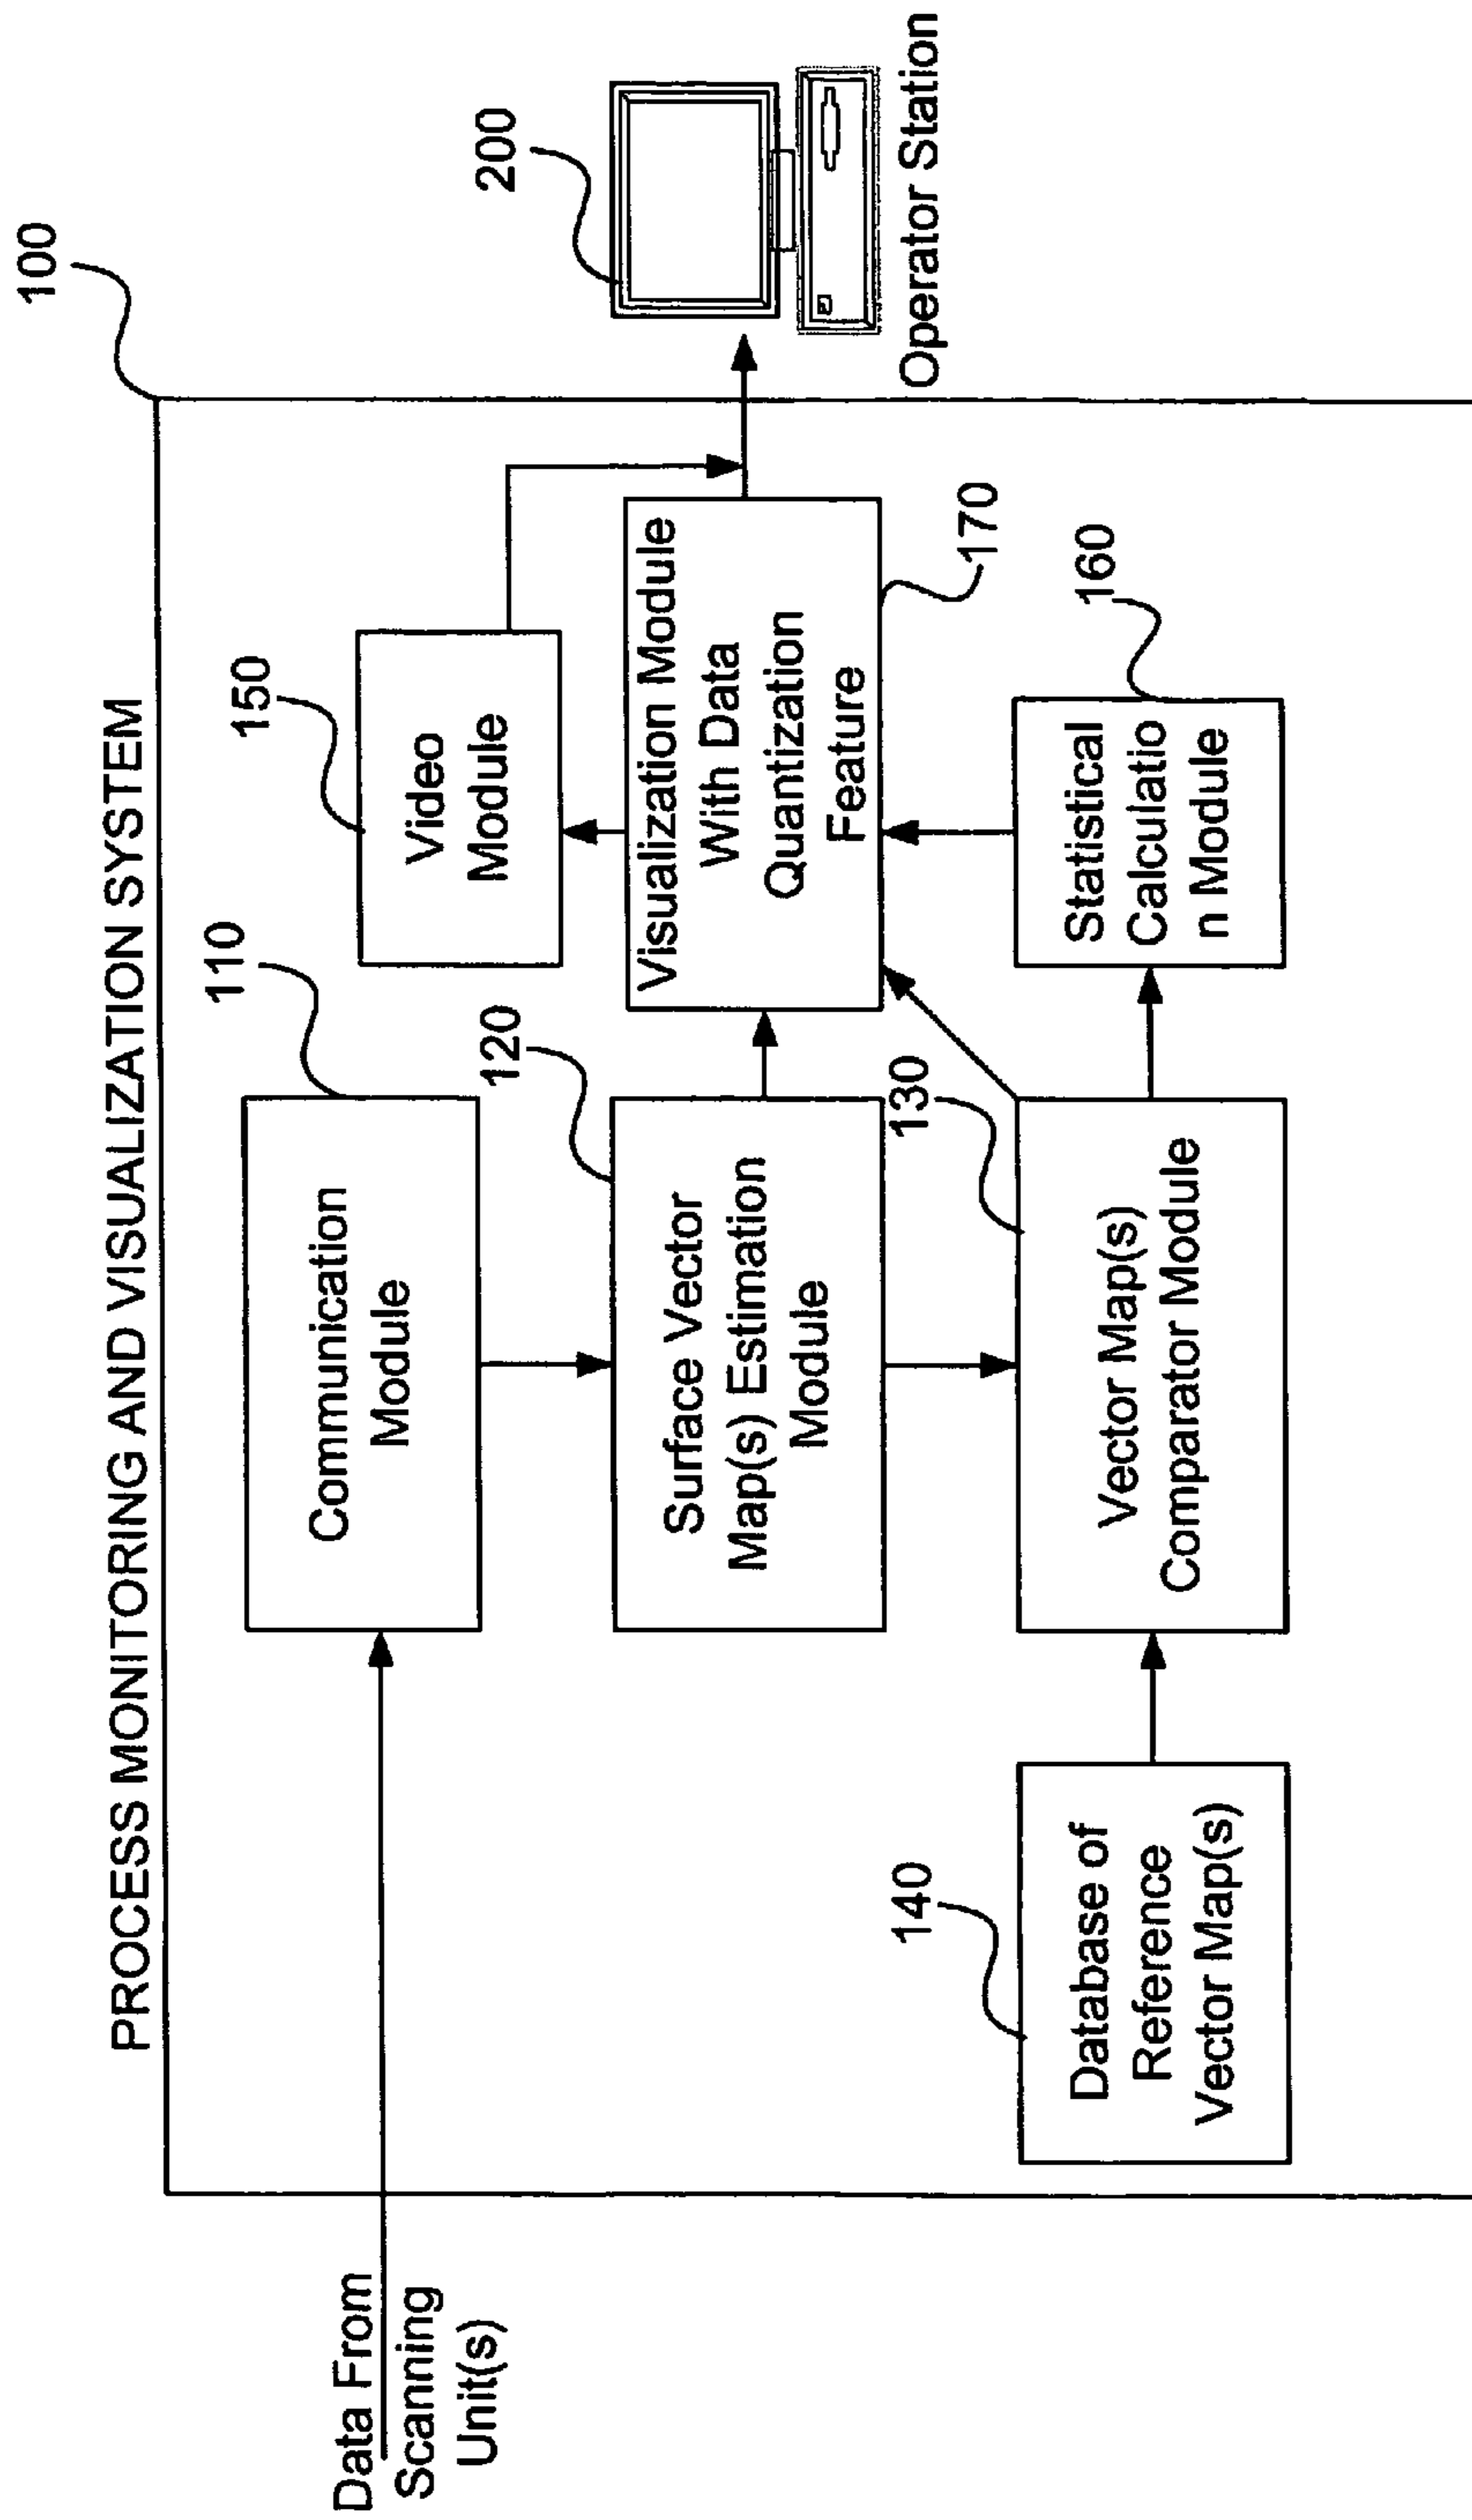 100
PROCESS MONITORING AND VISUALIZATION SYSTEM
Data From
Scanning
Unit(s)
110
Communication
Module
150
Video
Module
200
Operator Station
120
Surface Vector
Map(s) Estimation
Module
Visualization Module
With Data
Quantization
Feature
170
140
Database of
Reference
Vector Map(s)
130
Vector Map(s)
Comparator Module
160
Statistical
Calculatio
n Module